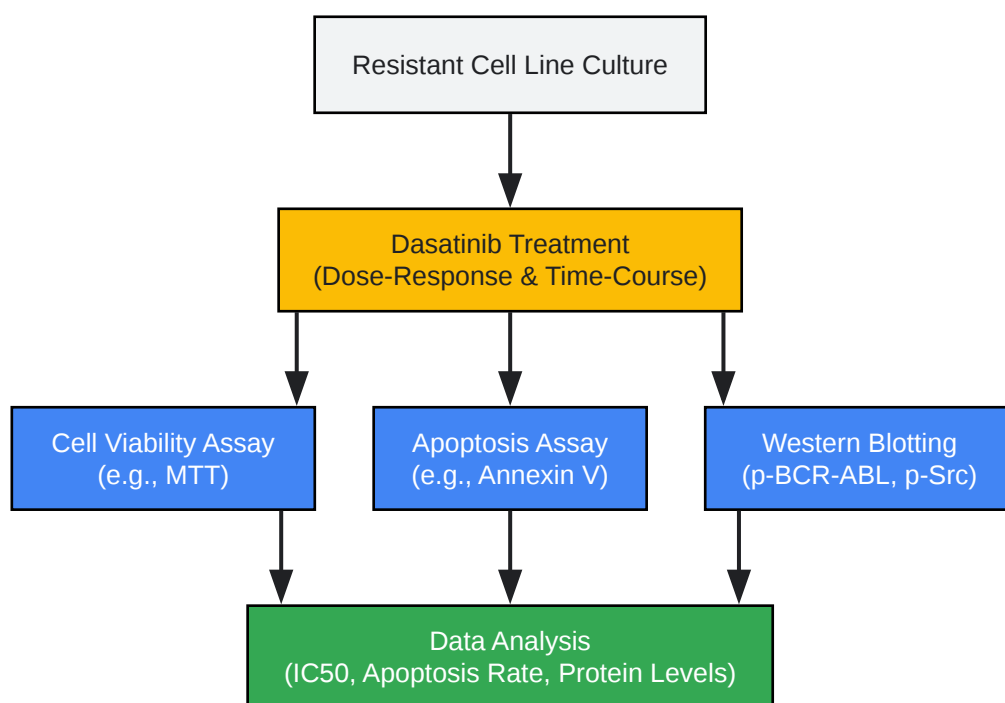 Resistant Cell Line Culture
Dasatinib Treatment
(Dose-Response & Time-Course)
Cell Viability Assay
(e.g., MTT)
Apoptosis Assay
(e.g., Annexin V)
Western Blotting
(p-BCR-ABL, p-Src)
Data Analysis
(IC50, Apoptosis Rate, Protein Levels)